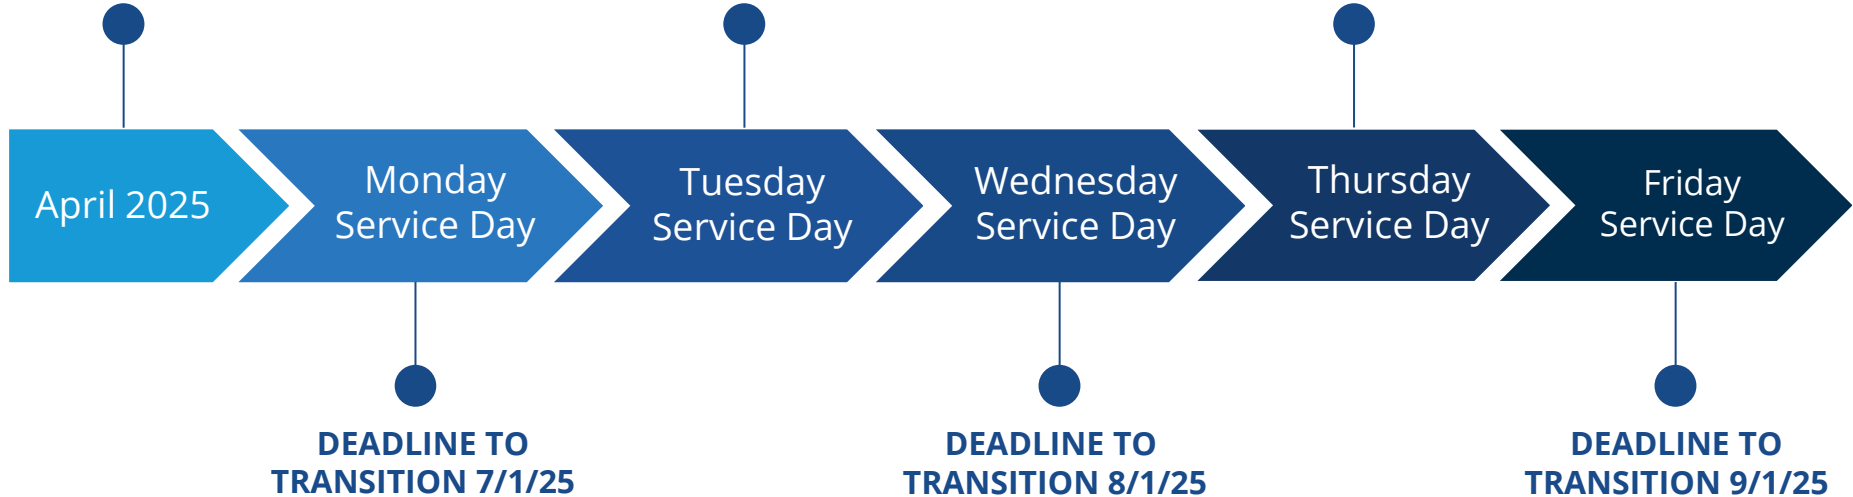 April 2025
Monday
Service Day
Tuesday
Service Day
Wednesday
Service Day
Thursday
Service Day
Friday
Service Day
DEADLINE TO
TRANSITION 7/1/25
DEADLINE TO
TRANSITION 8/1/25
DEADLINE TO
TRANSITION 9/1/25